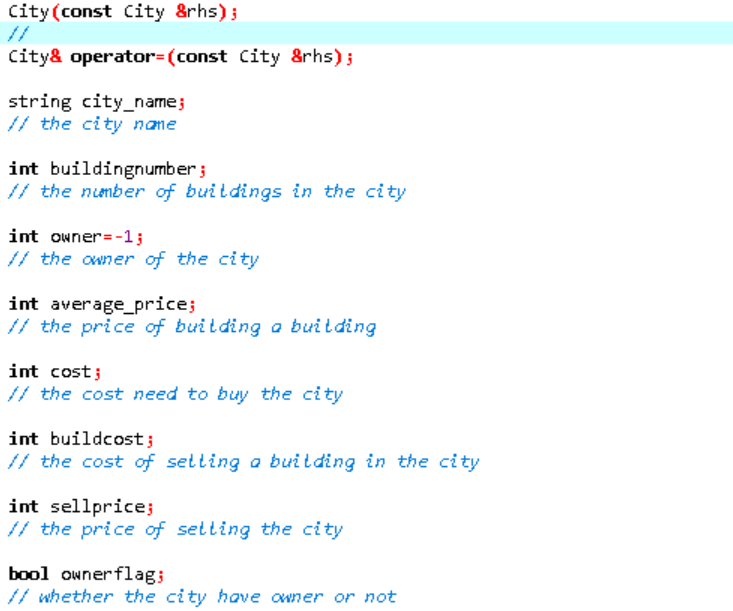 City(const City &rhs);
//
City& operator=(const City &rhs);
string city_name;
// the city name
int buildingnumber;
// the number of buildings in the city
int owner=-1;
// the owner of the city
int average_price;
// the price of building a building
int cost;
// the cost need to buy the city
int buildcost;
// the cost of selling a building in the city
int sellprice;
// the price of selling the city
bool ownerflag;
// whether the city have owner or not